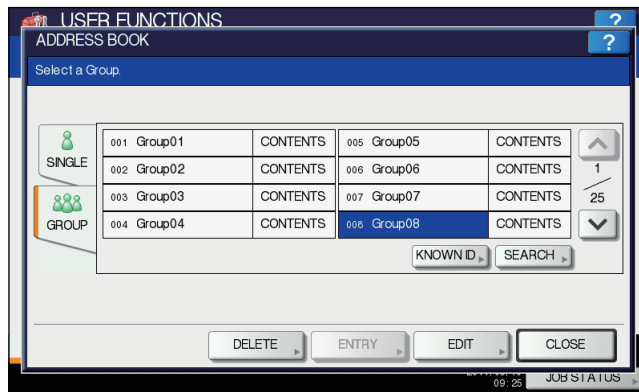 USER FUNCTIONS ?
ADDRESS BOOK ?
Select a Group.
SINGLE
GROUP
001 Group01 CONTENTS 005 Group05 CONTENTS
002 Group02 CONTENTS 006 Group06 CONTENTS
003 Group03 CONTENTS 007 Group07 CONTENTS
004 Group04 CONTENTS 008 Group08 CONTENTS
1
25
KNOWN ID SEARCH
DELETE ENTRY EDIT CLOSE
09:25 JOB STATUS